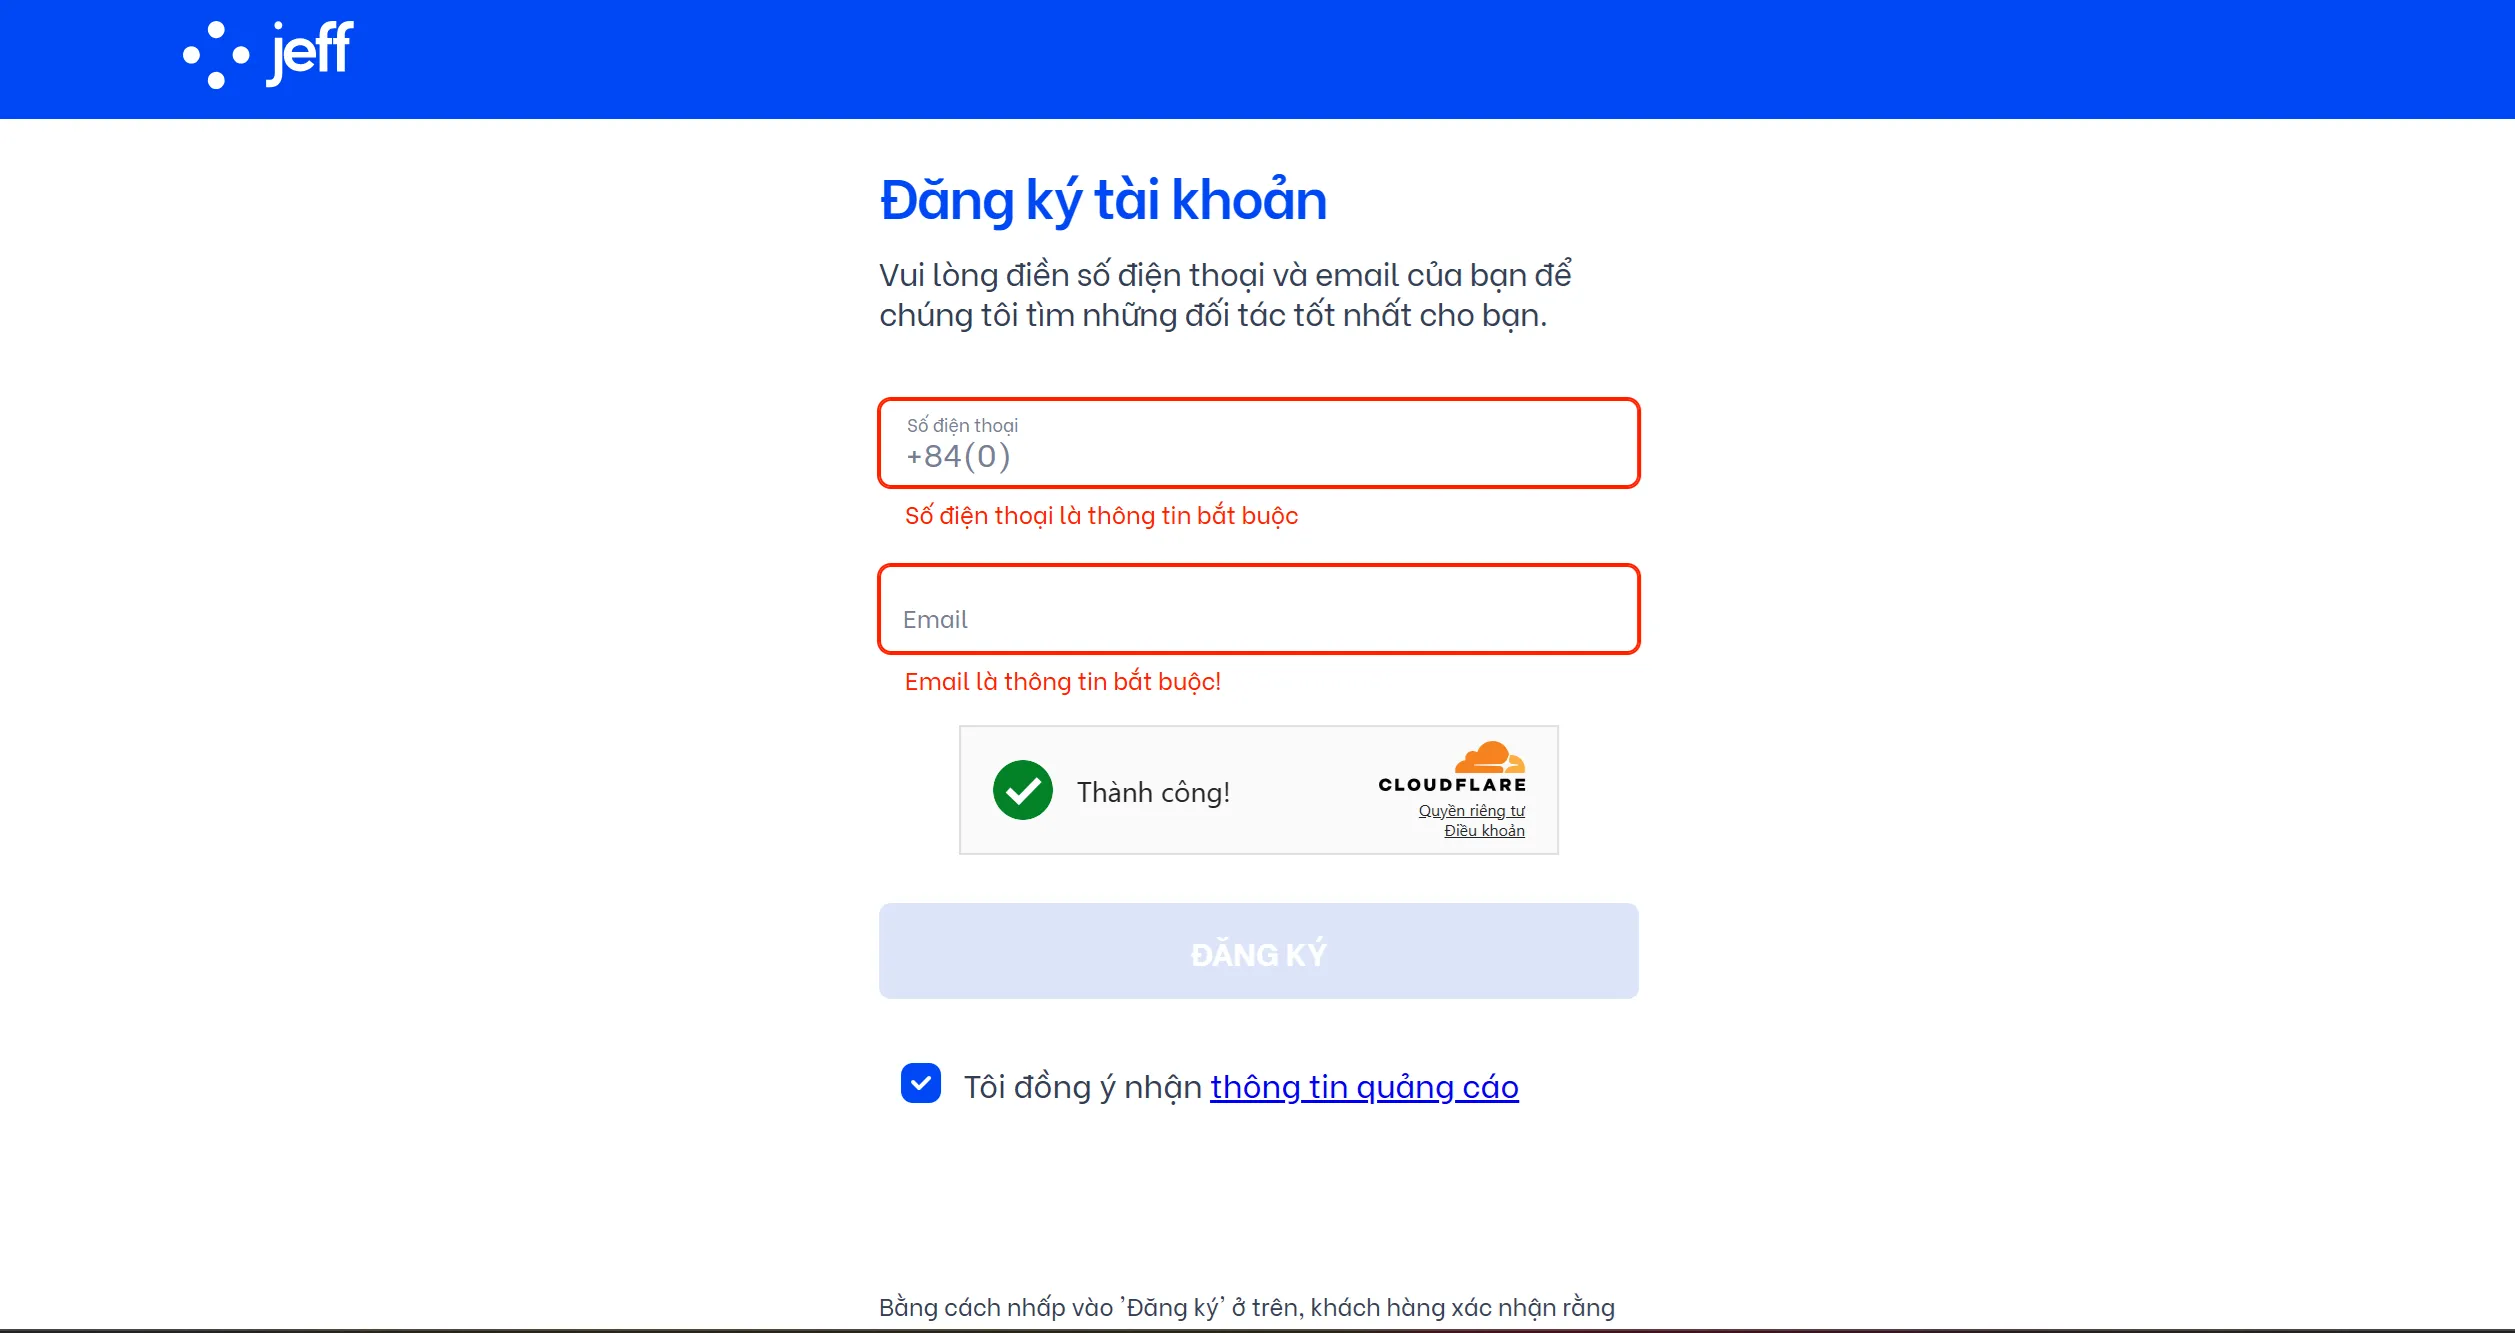 jeff
Đăng ký tài khoản
Vui lòng điền số điện thoại và email của bạn để
chúng tôi tìm những đối tác tốt nhất cho bạn.
Số điện thoại
+84(0)
Số điện thoại là thông tin bắt buộc
Email
Email là thông tin bắt buộc!
Thành công!
CLOUDFLARE
Quyền riêng tư
Điều khoản
ĐĂNG KÝ
Tôi đồng ý nhận thông tin quảng cáo
Bằng cách nhấp vào 'Đăng ký' ở trên, khách hàng xác nhận rằng